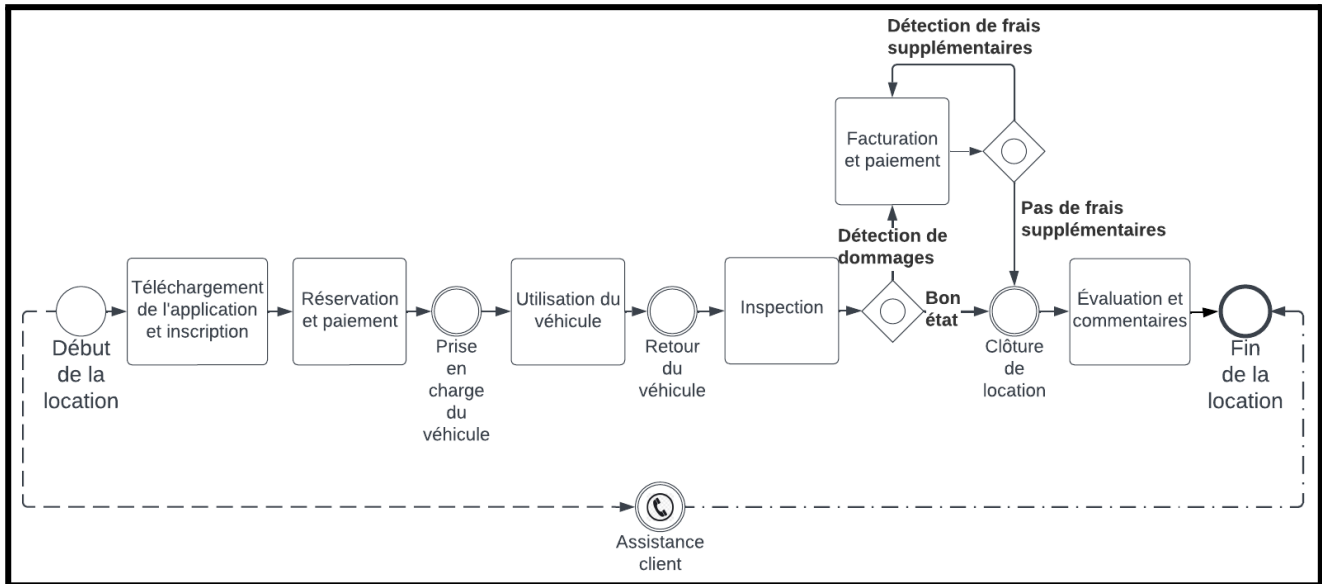 Détection de frais
supplémentaires
Facturation
et paiement
Pas de frais
supplémentaires
Détection de
dommages
Début
de la
location
Téléchargement
de l'application
et inscription
Réservation
et paiement
Prise
en
charge
du
véhicule
Utilisation du
véhicule
Retour
du
véhicule
Inspection
Bon
état
Clôture
de
location
Évaluation et
commentaires
Fin
de la
location
Assistance
client